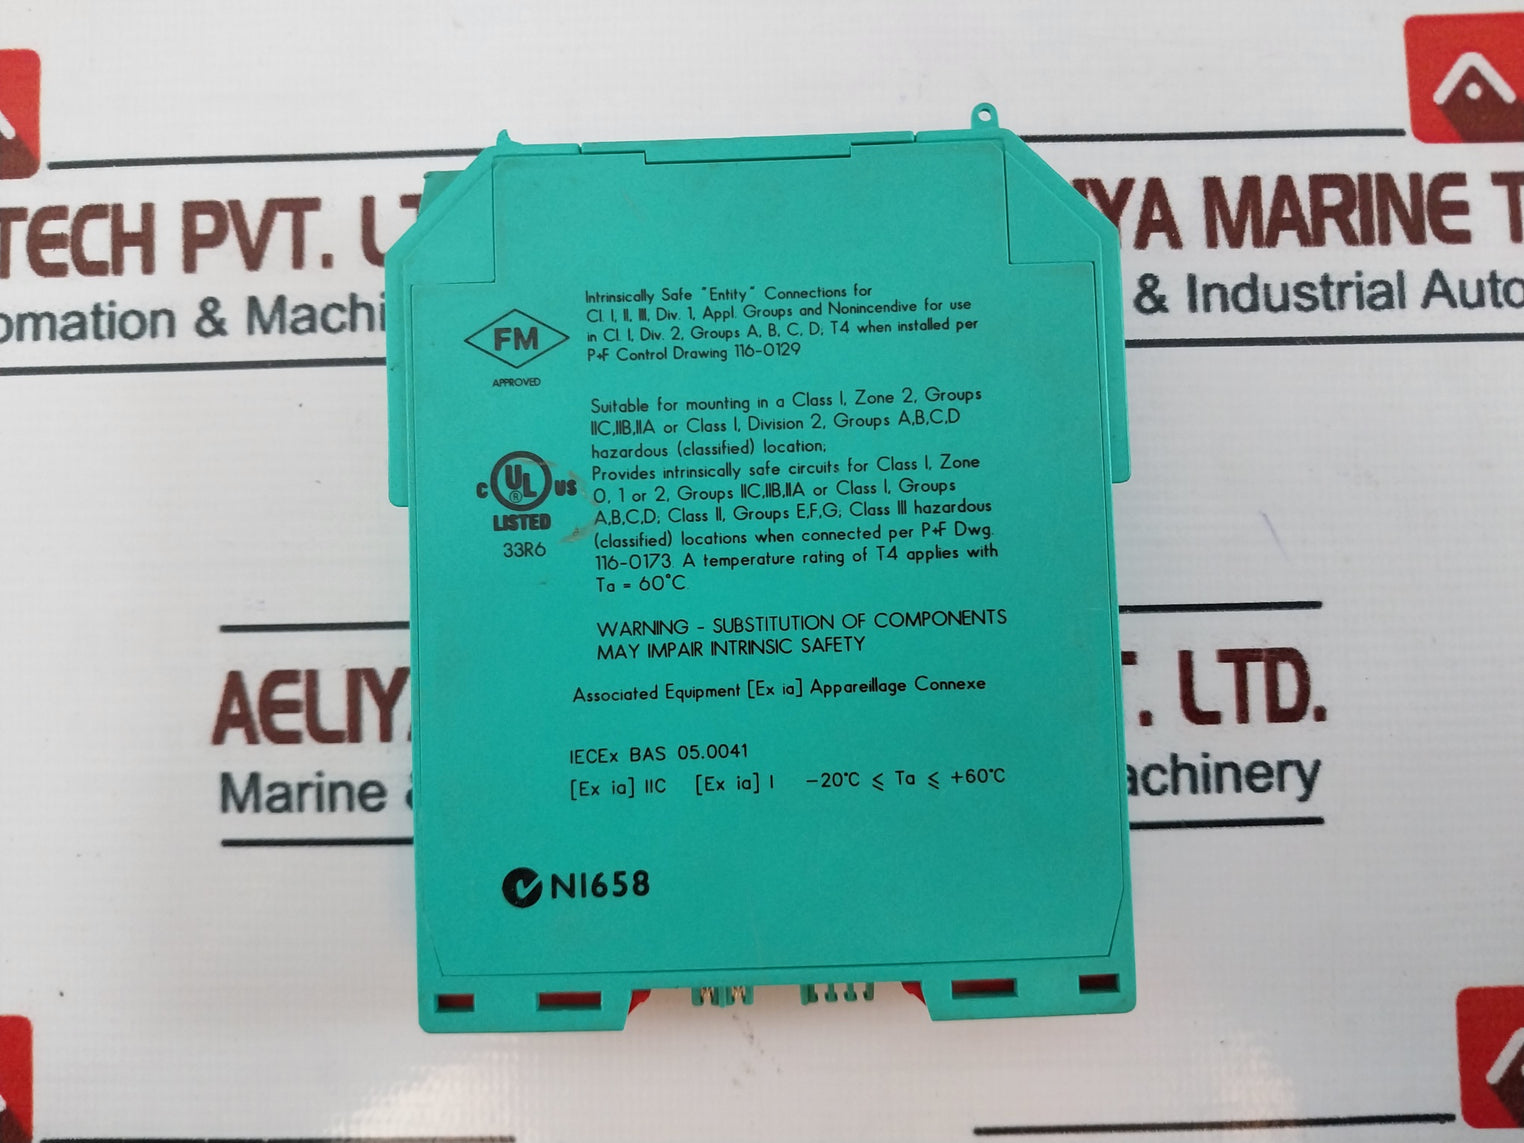 TECH PVT.
YA MARINE
omation & Machi
& Industrial Auto
FM
APPROVED
Intrinsically Safe "Entity" Connections for
Cl I, II, III, Div. 1, Appl. Groups and Nonincendive for use
in Cl. I, Div. 2, Groups A, B, C, D; T4 when installed per
P+F Control Drawing 116-0129
Suitable for mounting in a Class I, Zone 2, Groups
IIC,IIB,IIA or Class I, Division 2, Groups A,B,C,D
hazardous (classified) location;
Provides intrinsically safe circuits for Class I, Zone
0, 1 or 2, Groups IIC,IIB,IIA or Class I, Groups
A,B,C,D; Class II, Groups E,F,G; Class III hazardous
(classified) locations when connected per P+F Dwg.
116-0173. A temperature rating of T4 applies with
Ta = 60°C.
C UL ® US
LISTED
33R6
WARNING - SUBSTITUTION OF COMPONENTS
MAY IMPAIR INTRINSIC SAFETY
Associated Equipment [Ex ia] Appareillage Connexe
IECEx BAS 05.0041
[Ex ia] IIC [Ex ia] I -20°C ≤ Ta ≤ +60°C
N1658
AELIY
T. LTD.
Marine
achinery